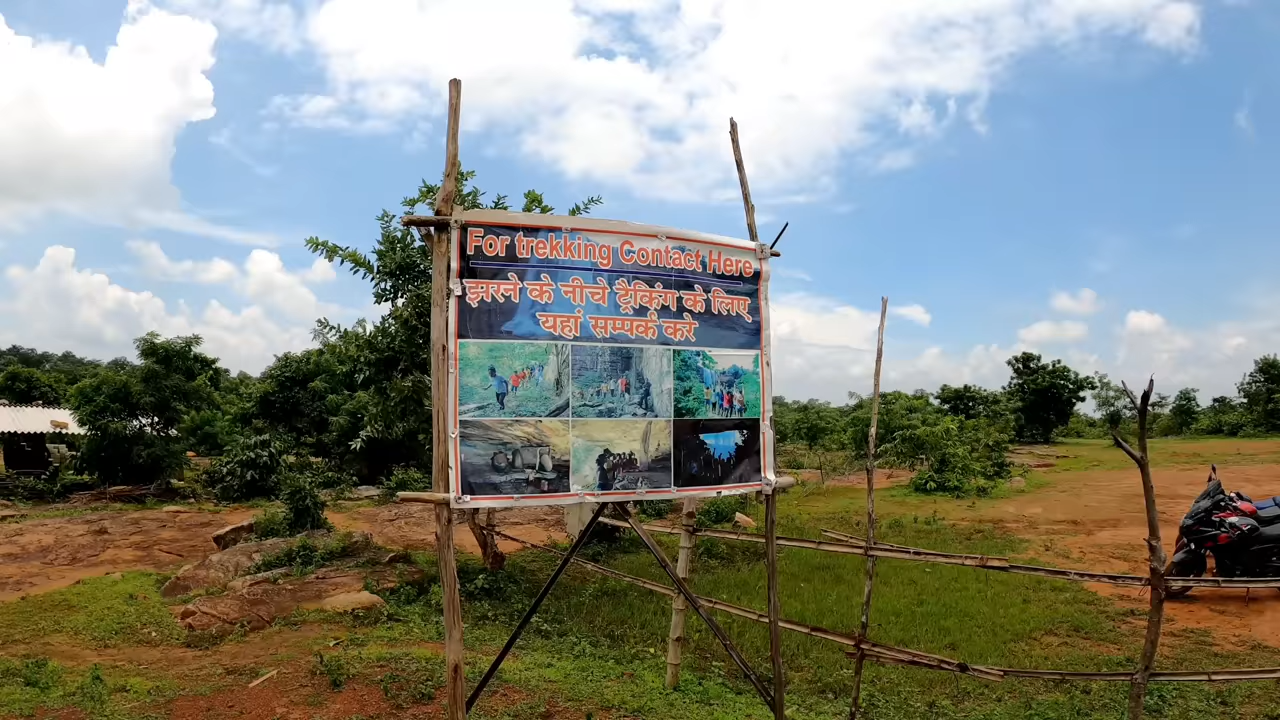 For trekking Contact Here
झरने के नीचे ट्रैकिंग के लिए
यहां सम्पर्क करे